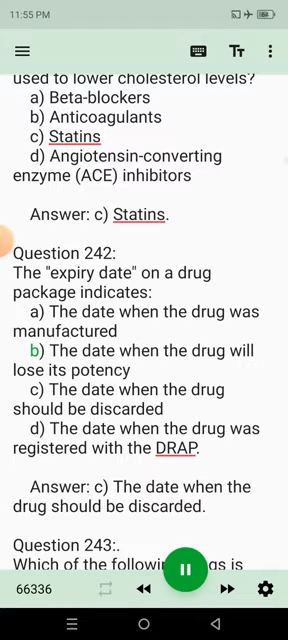 11:55 PM
used to lower cholesterol levels?
a) Beta-blockers
b) Anticoagulants
c) Statins
d) Angiotensin-converting
enzyme (ACE) inhibitors
Answer: c) Statins.
Question 242:
The "expiry date" on a drug
package indicates:
a) The date when the drug was
manufactured
b) The date when the drug will
lose its potency
c) The date when the drug
should be discarded
d) The date when the drug was
registered with the DRAP.
Answer: c) The date when the
drug should be discarded.
Question 243:.
Which of the following is
66336